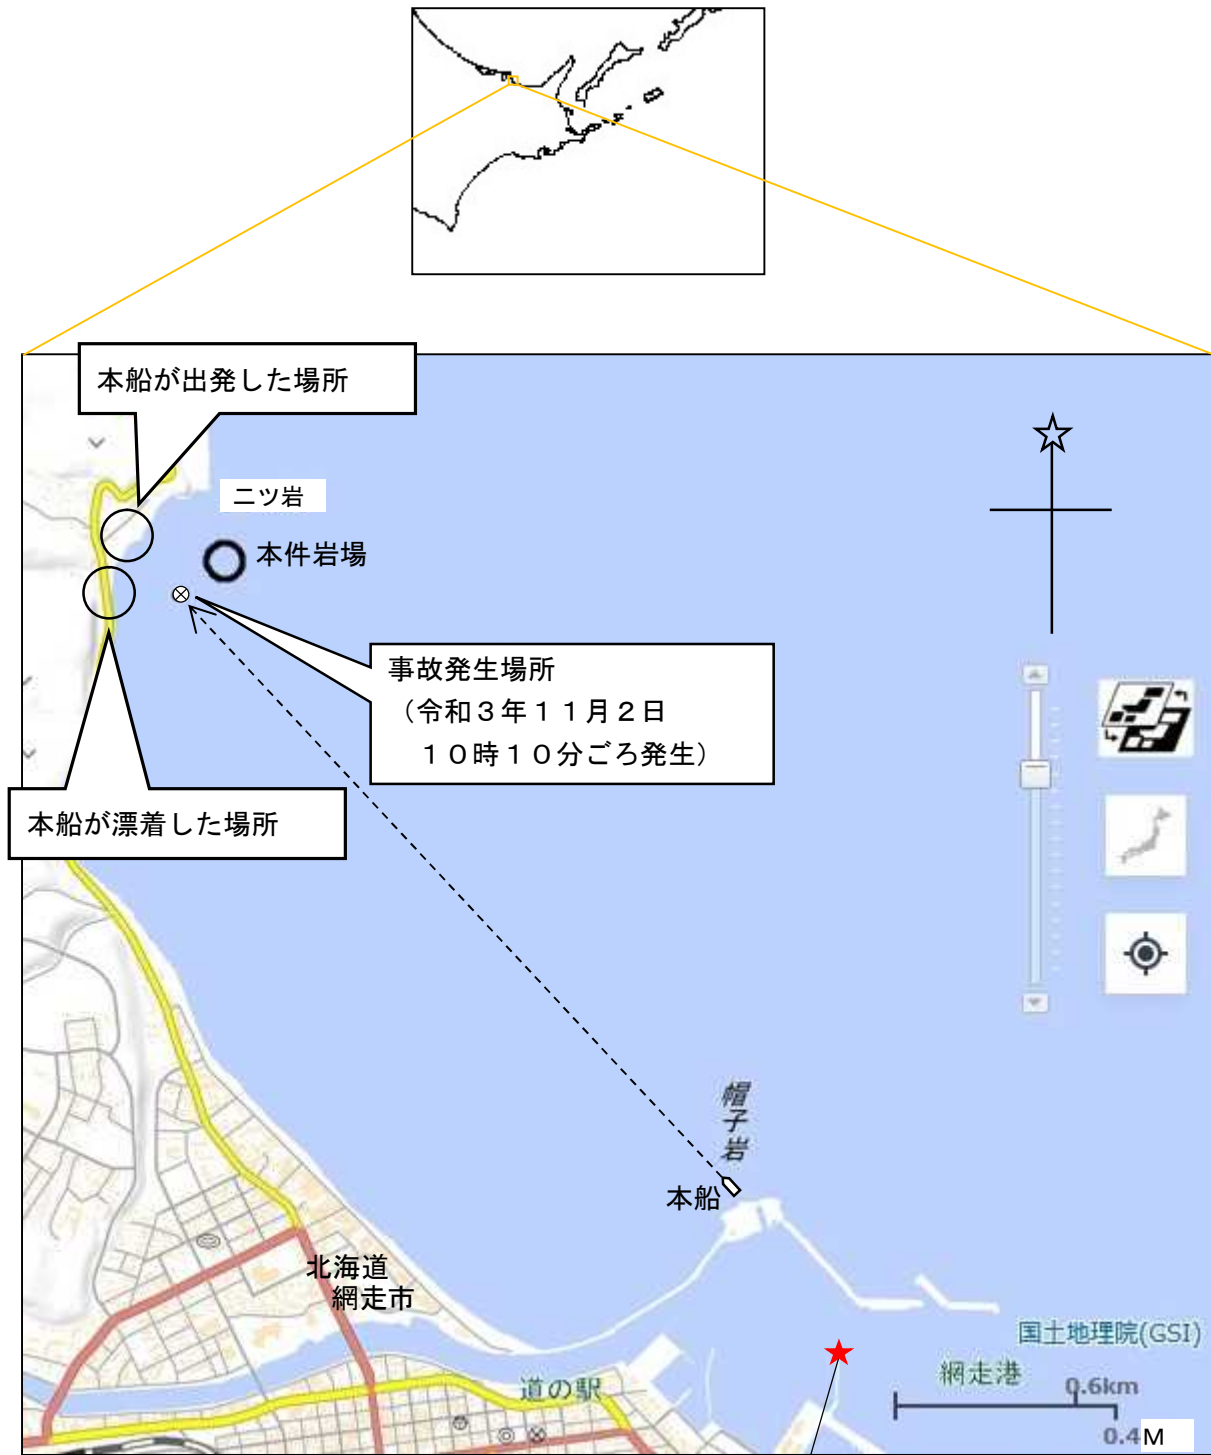 本船が出発した場所
二ツ岩
本件岩場
事故発生場所
（令和３年１１月２日
１０時１０分ごろ発生）
本船が漂着した場所
帽子岩
本船
北海道
網走市
国土地理院(GSI)
網走港
道の駅
0.6km
0.4M